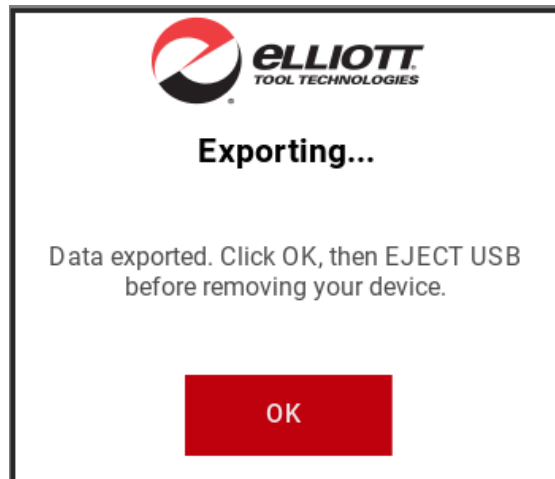 ELLIOTT
TOOL TECHNOLOGIES
Exporting...
Data exported. Click OK, then EJECT USB
before removing your device.
OK